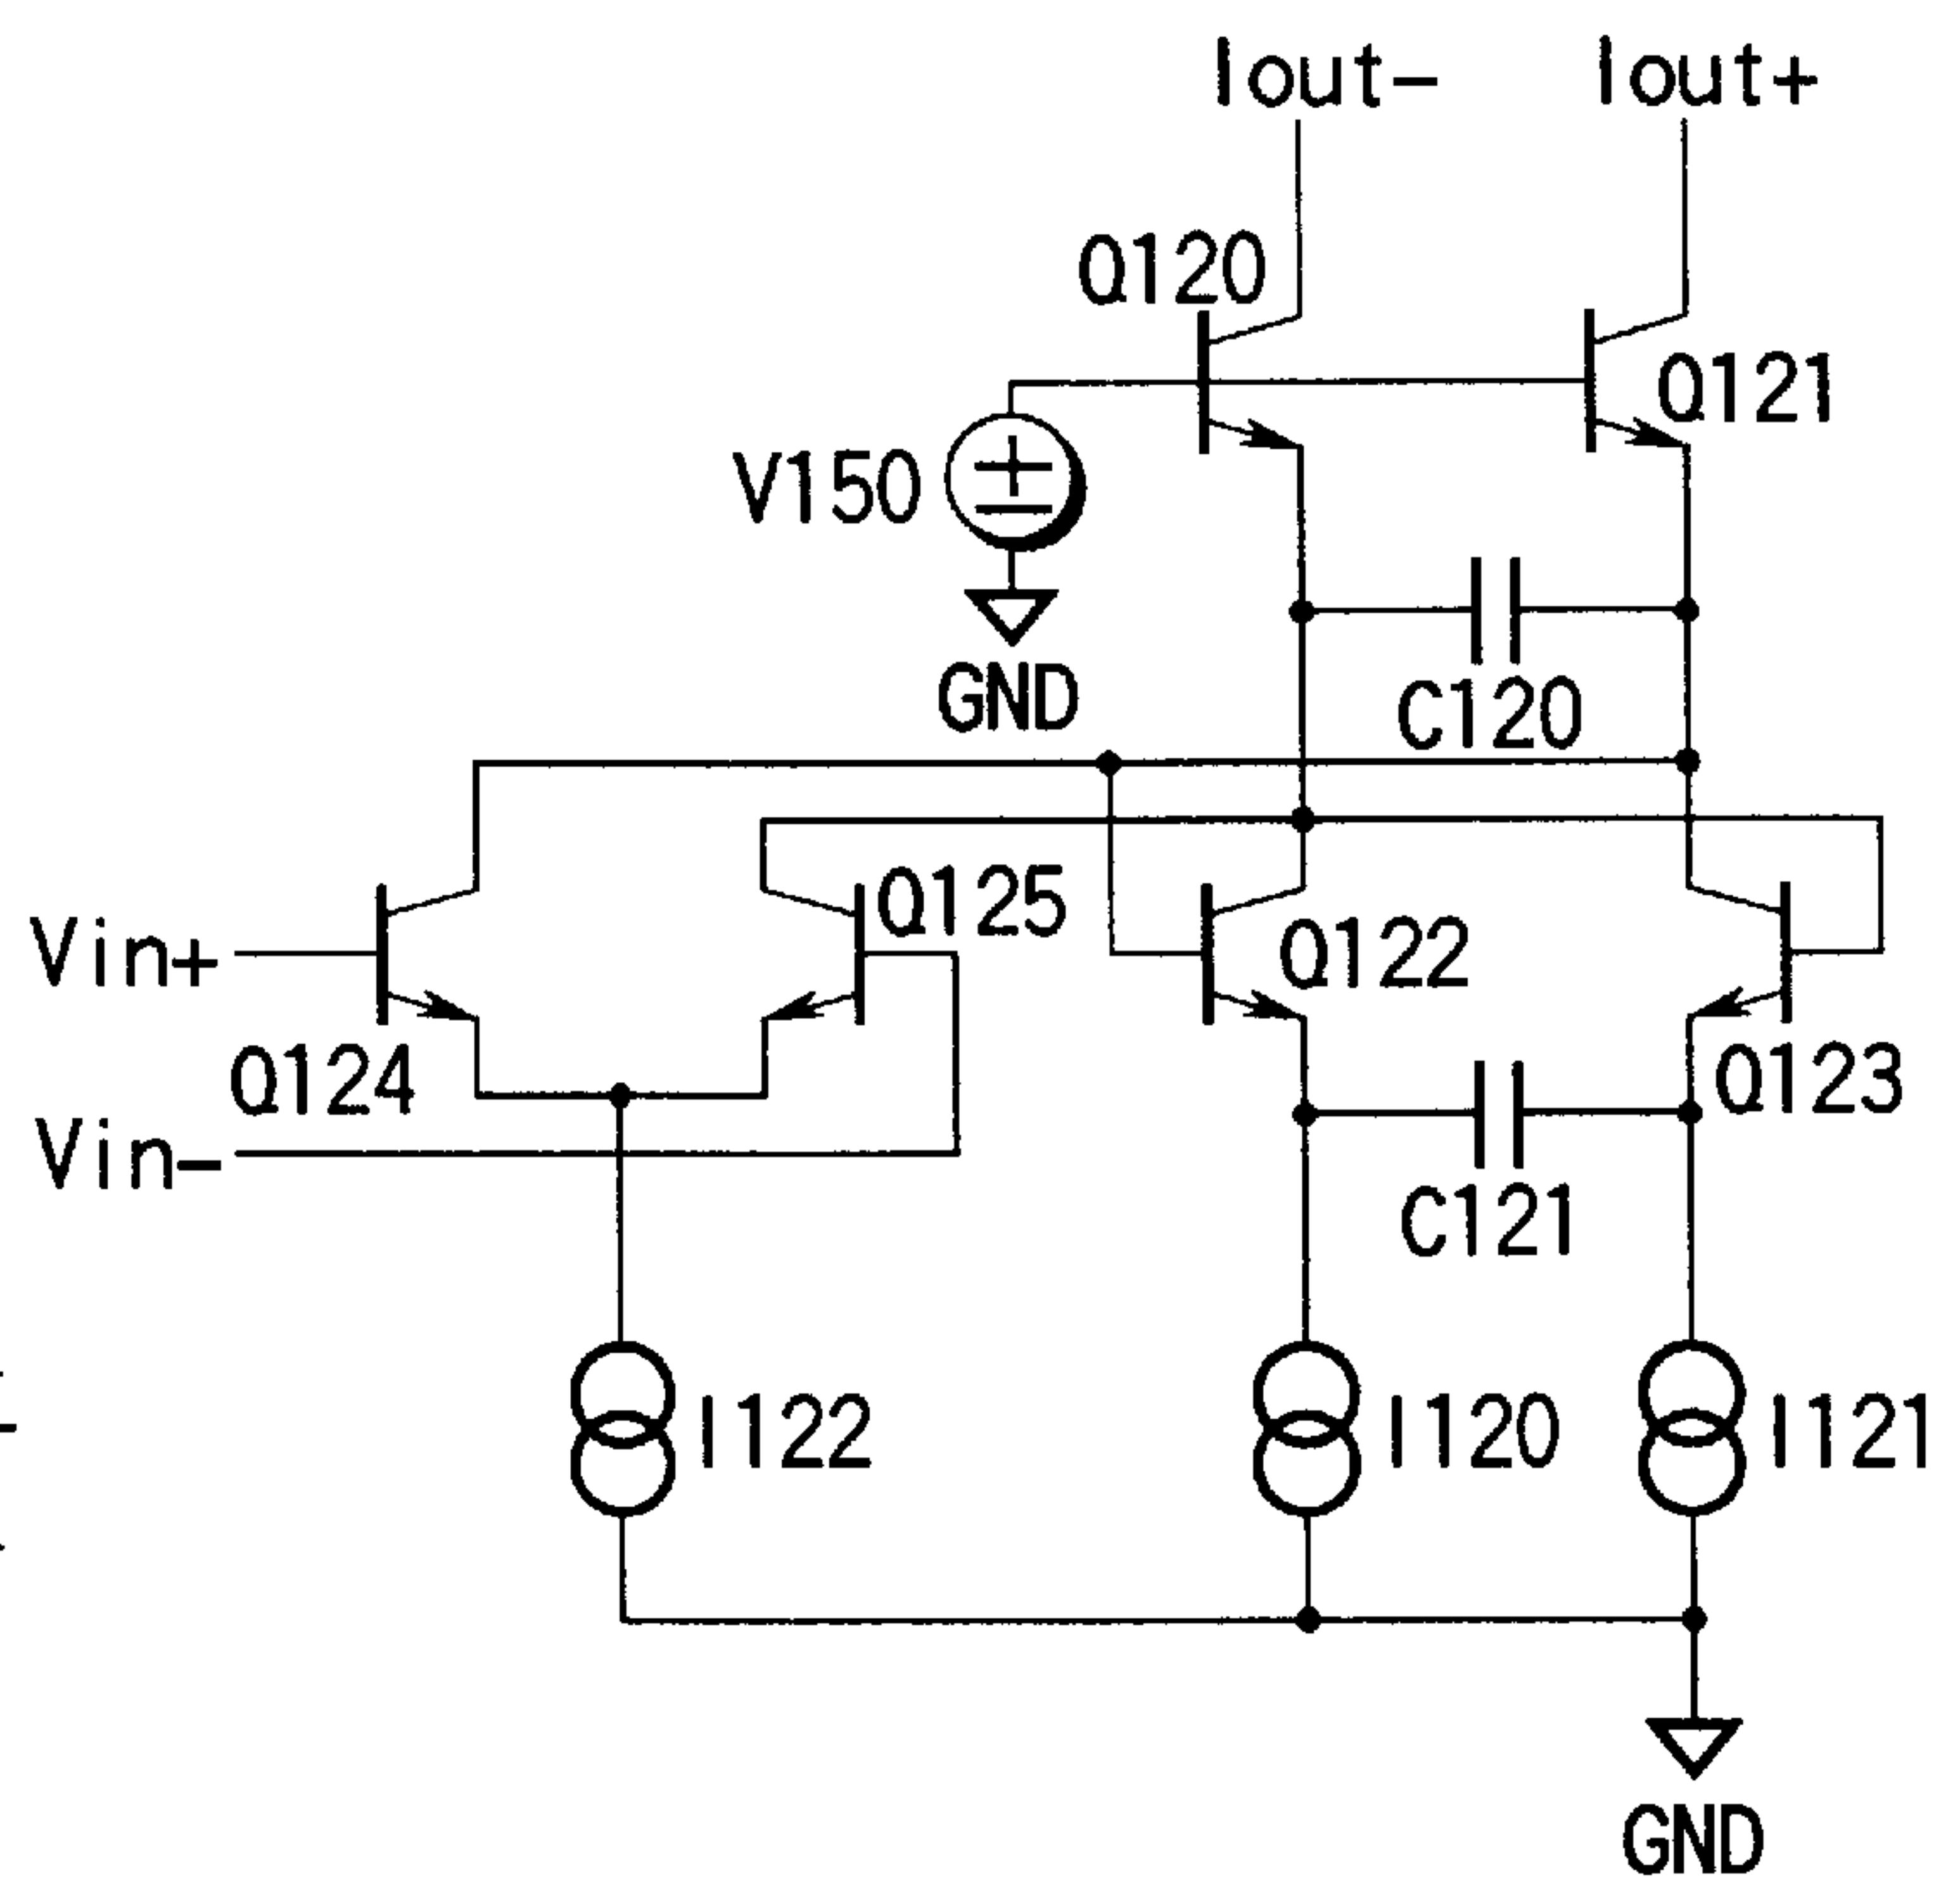 Iout-
Iout+
Q120
Q121
V150
GND
C120
Q125
Vin+
Q122
Q124
Q123
Vin-
C121
I122
I120
I121
GND